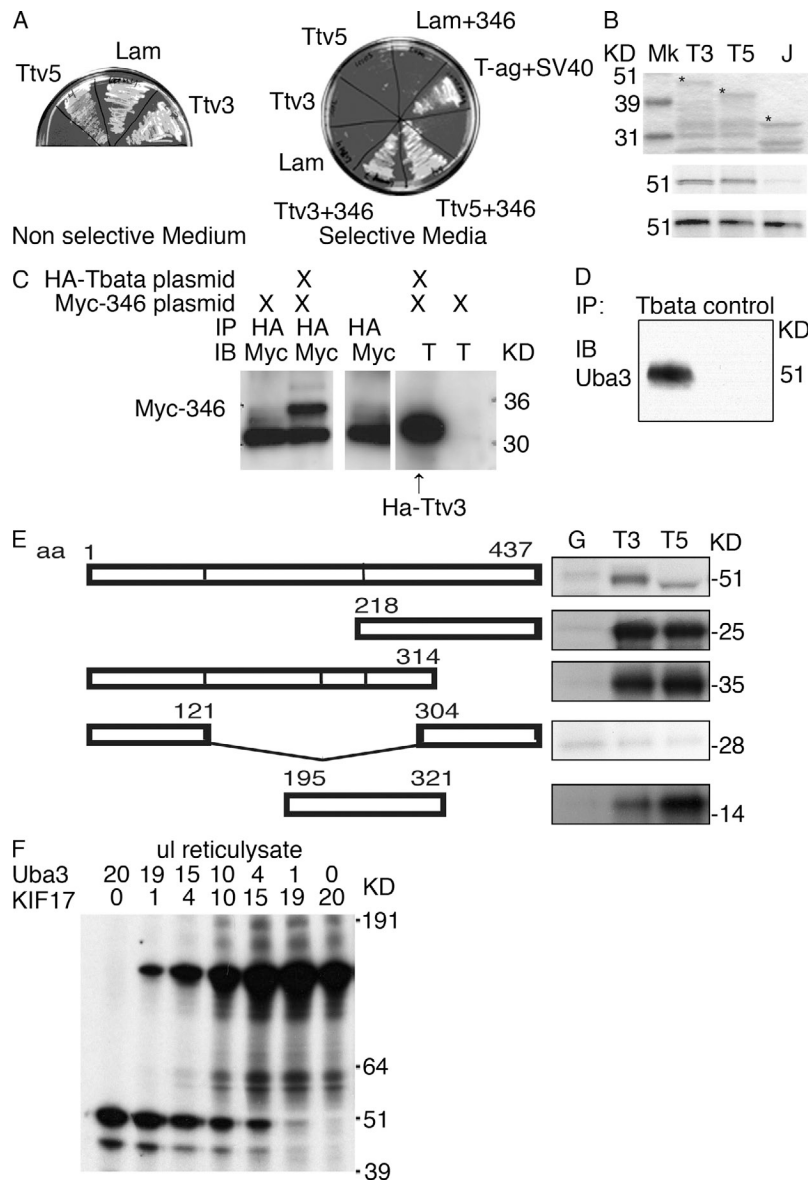 A
Ttv5
Lam
Ttv3
Non selective Medium
Ttv5
Lam+346
T-ag+SV40
Ttv3
Lam
Ttv3+346
Ttv5+346
Selective Media
B
KD Mk T3 T5 J
51
39
31
* * *
51
51
C
HA-Tbata plasmid X X
Myc-346 plasmid X X X X
IP HA HA HA
IB Myc Myc Myc T T KD
Myc-346
36
30
↑
Ha-Ttv3
D
IP: Tbata control
IB
Uba3
KD
51
E
aa 1 437
G T3 T5 KD
-51
218
-25
314
-35
121 304
-28
195 321
-14
F
ul reticulysate
Uba3 20 19 15 10 4 1 0
KIF17 0 1 4 10 15 19 20
KD
-191
-64
-51
-39